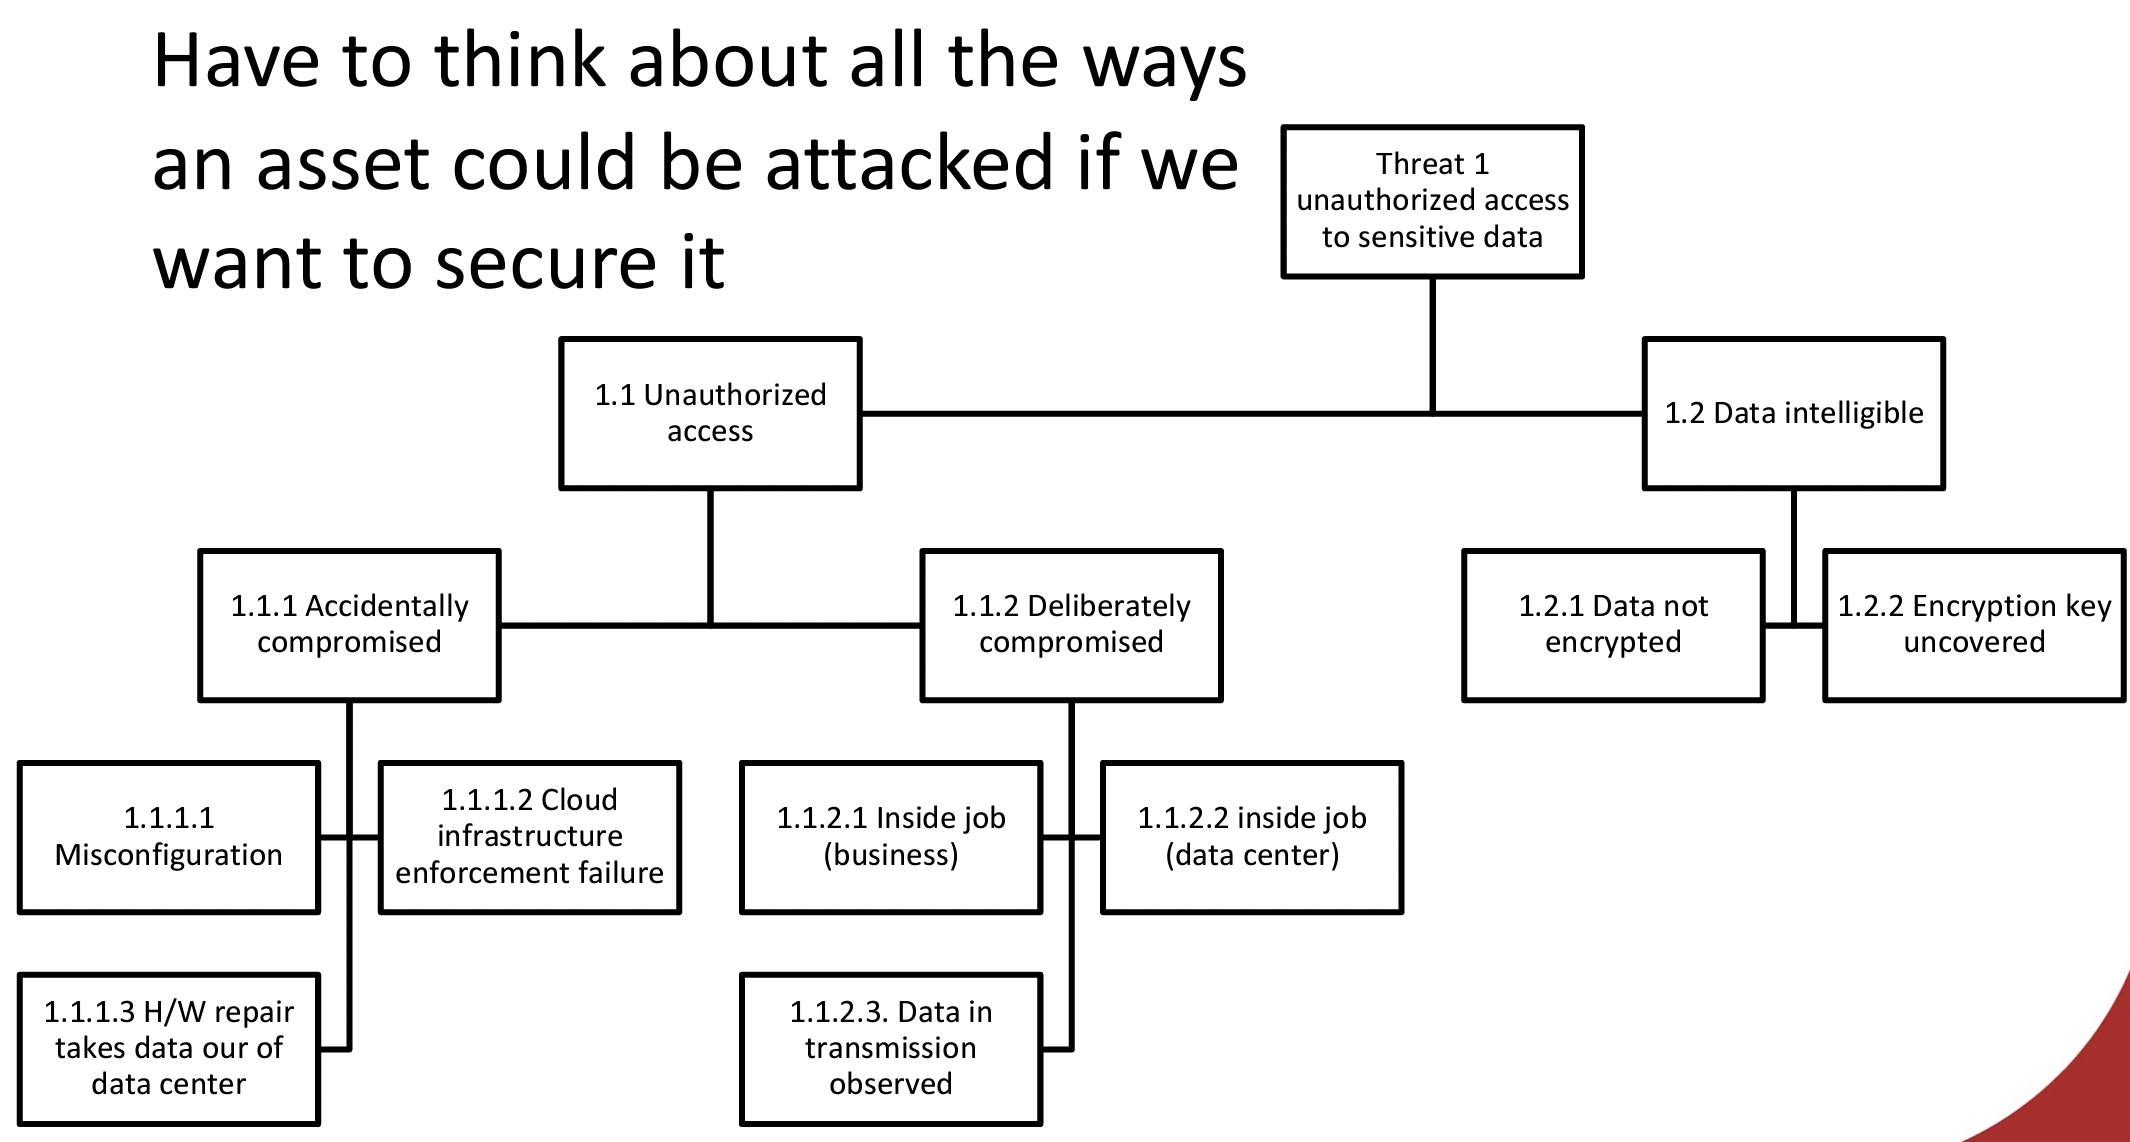 Have to think about all the ways
an asset could be attacked if we
want to secure it
Threat 1
unauthorized access
to sensitive data
1.1 Unauthorized
access
1.2 Data intelligible
1.1.1 Accidentally
compromised
1.1.2 Deliberately
compromised
1.2.1 Data not
encrypted
1.2.2 Encryption key
uncovered
1.1.1.1
Misconfiguration
1.1.1.2 Cloud
infrastructure
enforcement failure
1.1.2.1 Inside job
(business)
1.1.2.2 inside job
(data center)
1.1.1.3 H/W repair
takes data our of
data center
1.1.2.3. Data in
transmission
observed